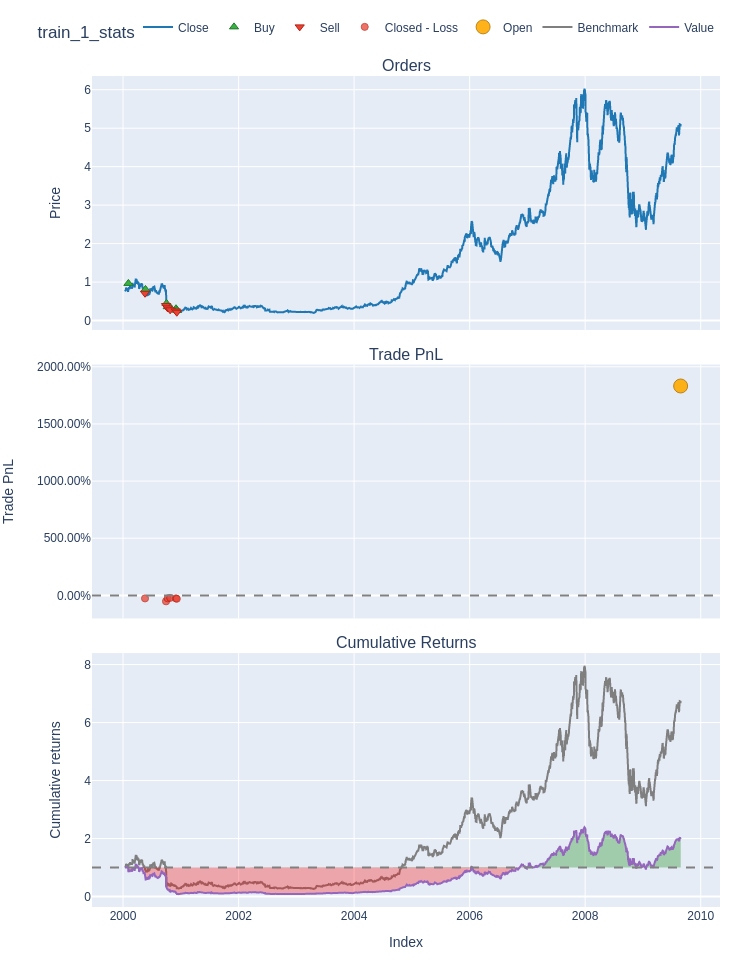 train_1_stats
Close
Buy
Sell
Closed - Loss
Open
Benchmark
Value
Orders
Price
6
5
4
3
2
1
0
Trade PnL
Trade PnL
2000.00%
1500.00%
1000.00%
500.00%
0.00%
Cumulative Returns
Cumulative returns
8
6
4
2
0
2000
2002
2004
2006
2008
2010
Index